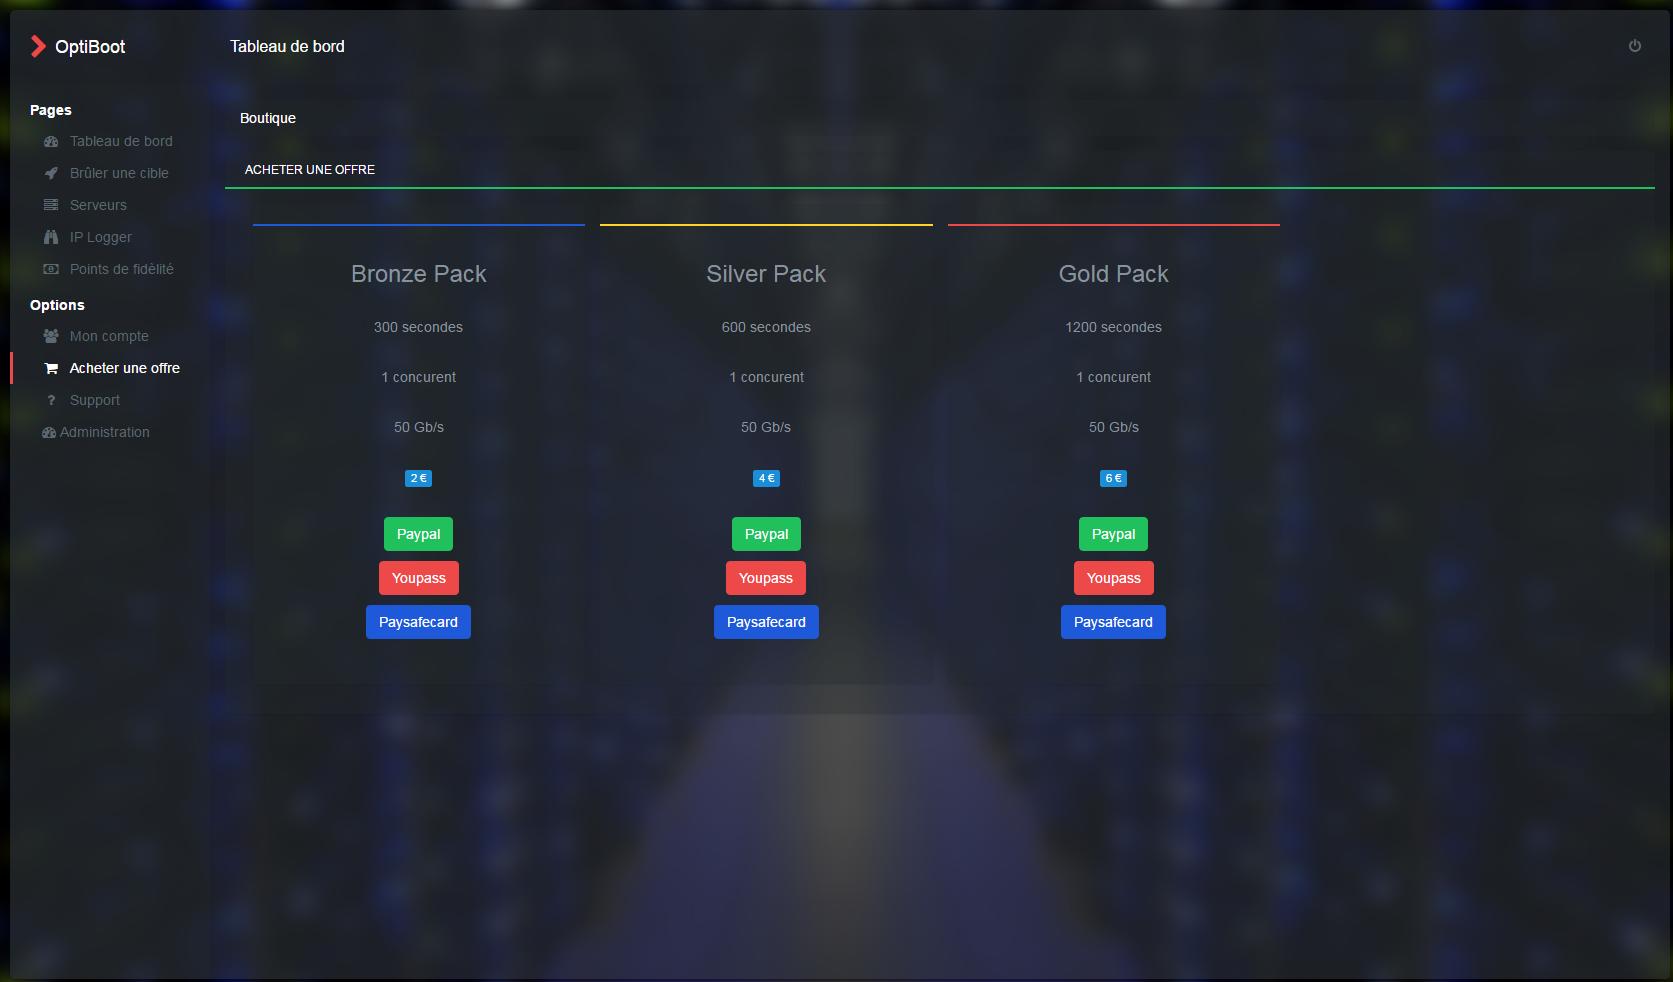 OptiBoot
Tableau de bord
Pages
Tableau de bord
Brûler une cible
Serveurs
IP Logger
Points de fidèlité
Options
Mon compte
Acheter une offre
Support
Administration
Boutique
ACHETER UNE OFFRE
Bronze Pack
300 secondes
1 concurent
50 Gb/s
2 €
Paypal
Youpass
Paysafecard
Silver Pack
600 secondes
1 concurent
50 Gb/s
4 €
Paypal
Youpass
Paysafecard
Gold Pack
1200 secondes
1 concurent
50 Gb/s
6 €
Paypal
Youpass
Paysafecard